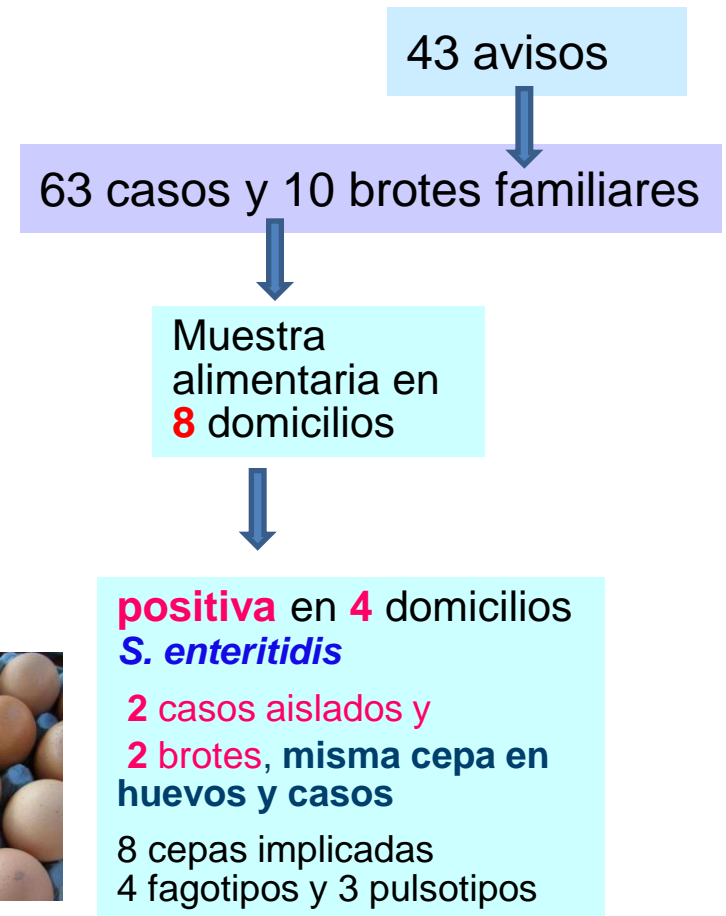 43 avisos
63 casos y 10 brotes familiares
Muestra
alimentaria en
8 domicilios
positiva en 4 domicilios
S. enteritidis
2 casos aislados y
2 brotes, misma cepa en
huevos y casos
8 cepas implicadas
4 fagotipos y 3 pulsotipos